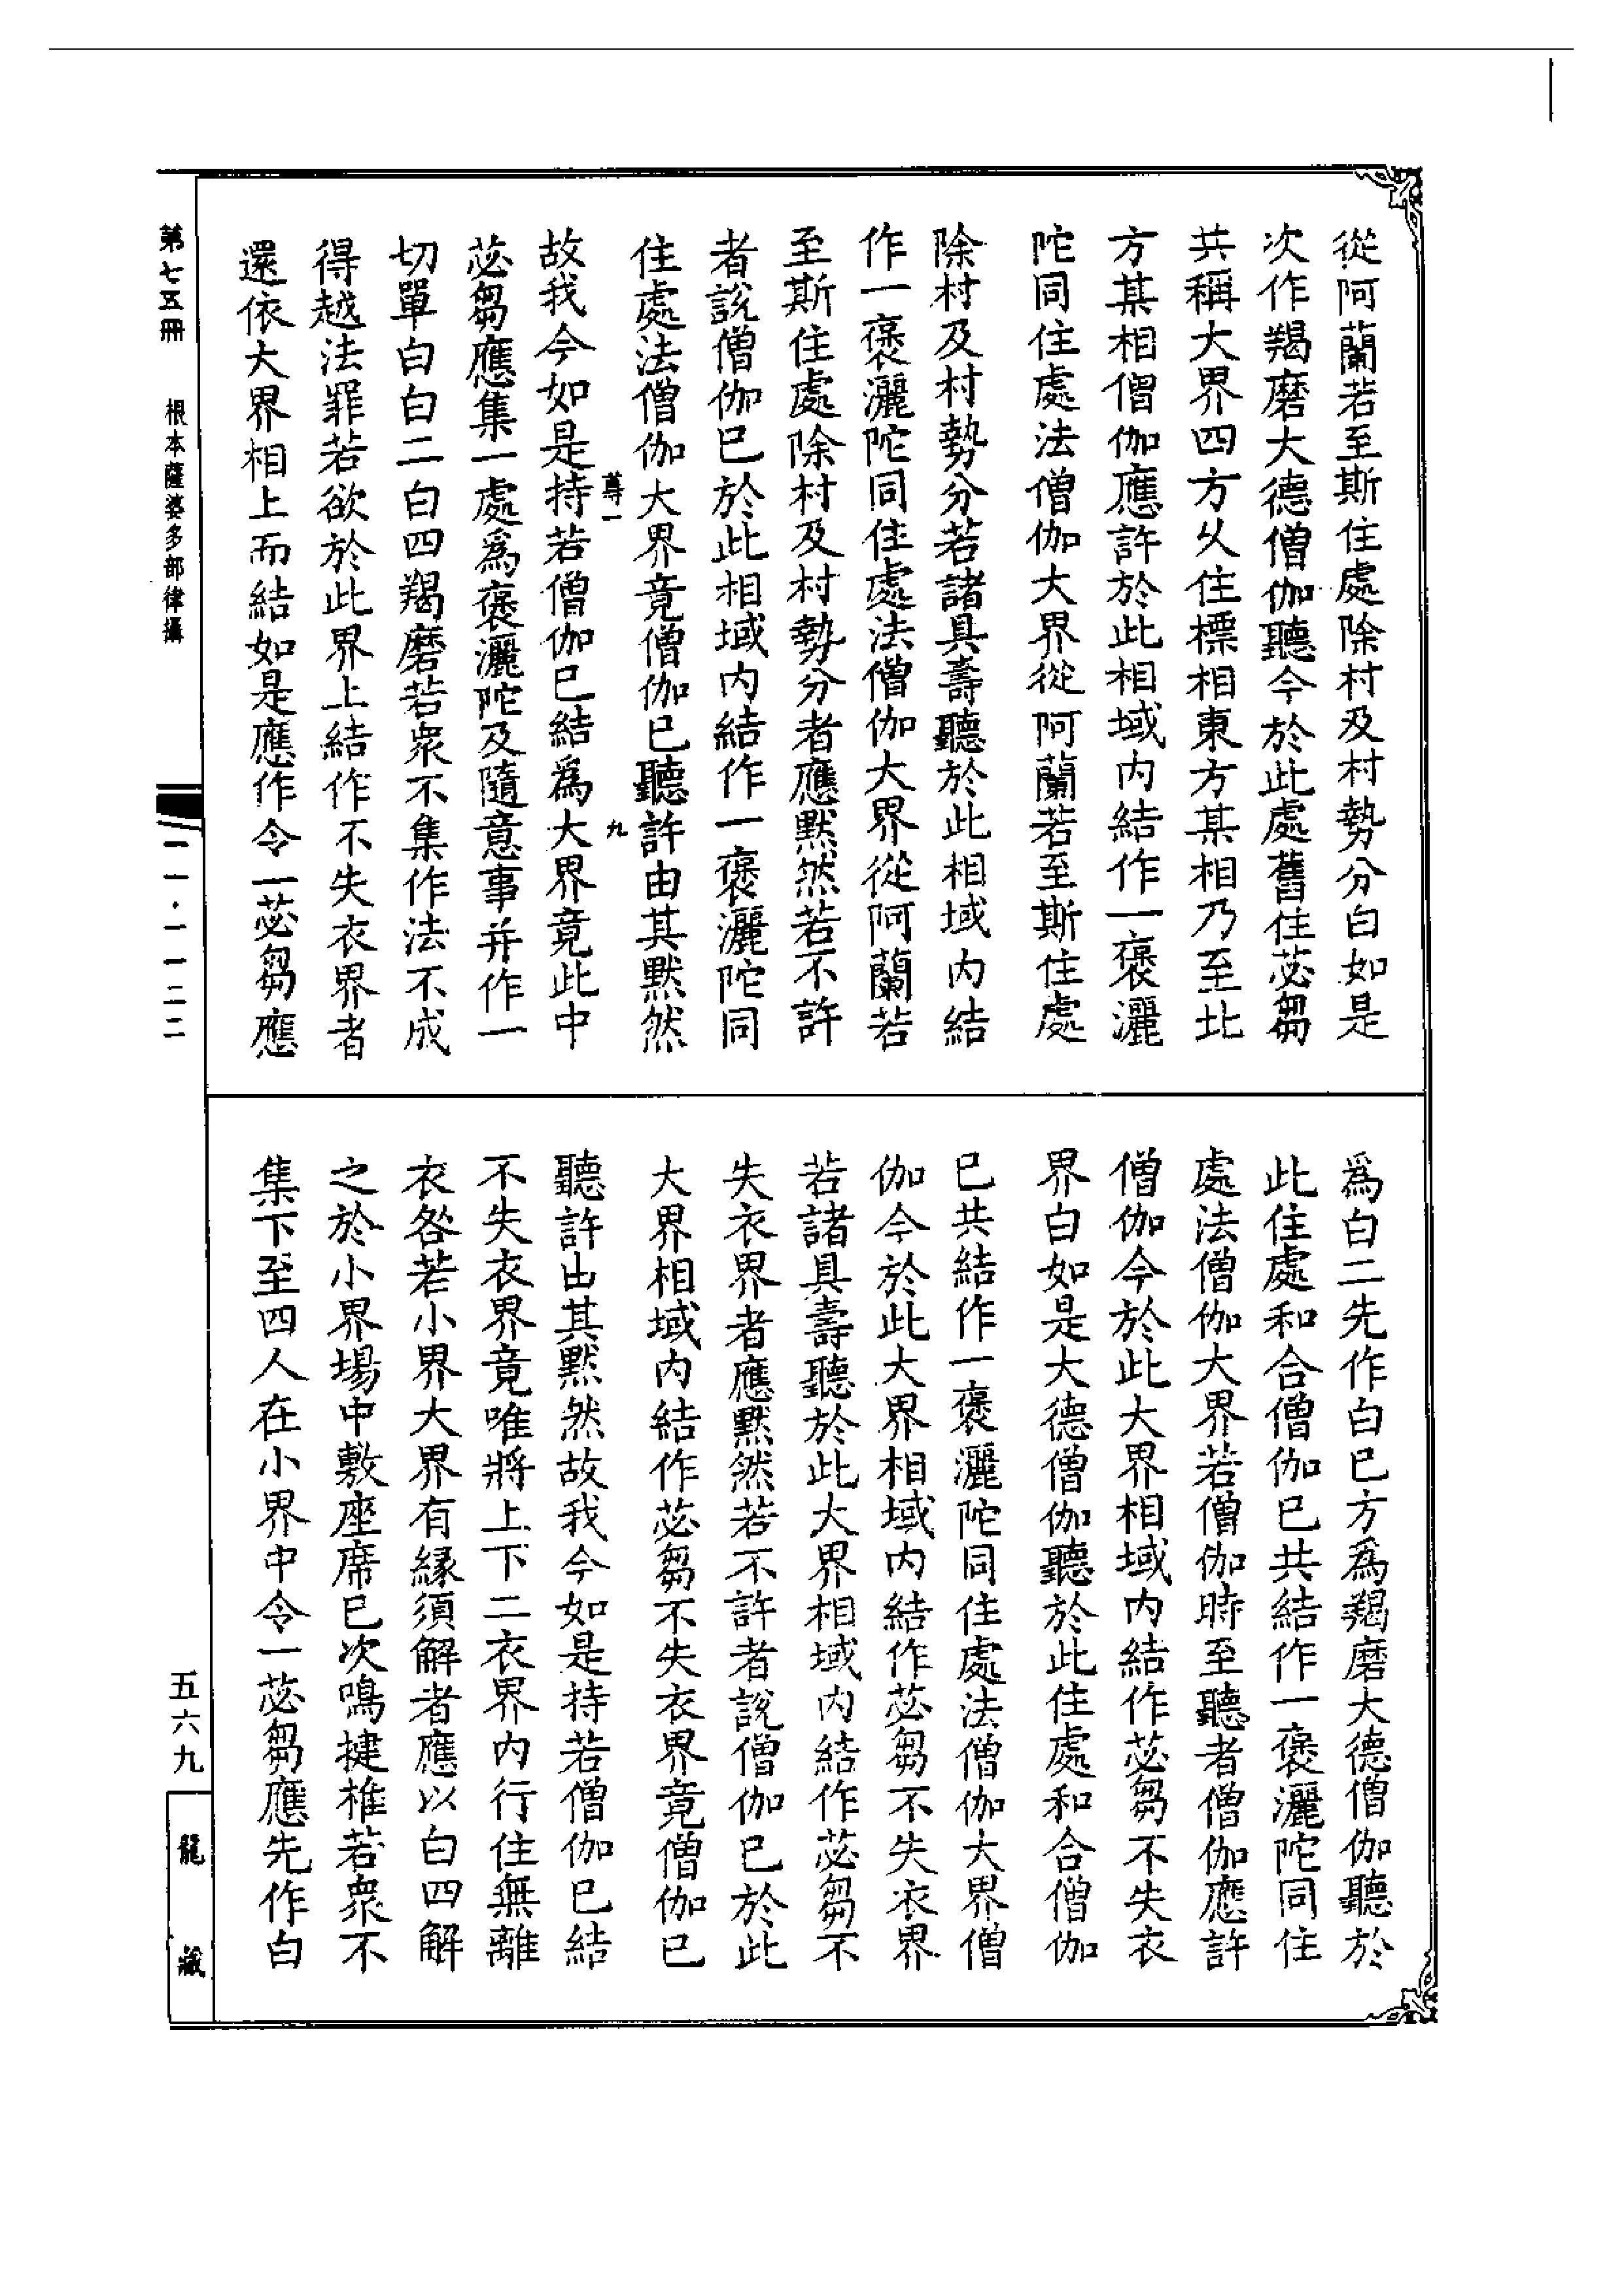 從阿蘭若至斯住處除村及村勢分白如是
次作羯磨大德僧伽聽今於此處舊住苾芻
共稱大界四方久住標相東方某相乃至北
方某相僧伽應許於此相域内結作一褒灑
陀同住處法僧伽大界從阿蘭若至斯住處
除村及村勢分若諸具壽聽於此相域内結
作一褒灑陀同住處法僧伽大界從阿蘭若
至斯住處除村及村勢分者應默然若不許
者說僧伽已於此相域内結作一褒灑陀同
住處法僧伽大界竟僧伽已聽許由其默然
尊一
九
故我今如是持若僧伽已結爲大界竟此中
苾芻應集一處爲褒灑陀及隨意事并作一
切單白白二白四羯磨若衆不集作法不成
得越法罪若欲於此界上結作不失衣界者
還依大界相上而結如是應作令一苾芻應
爲白二先作白已方爲羯磨大德僧伽聽於
此住處和合僧伽已共結作一褒灑陀同住
處法僧伽大界若僧伽時至聽者僧伽應許
僧伽今於此大界相域内結作苾芻不失衣
界白如是大德僧伽聽於此住處和合僧伽
已共結作一褒灑陀同住處法僧伽大界僧
伽今於此大界相域内結作苾芻不失衣界
若諸具壽聽於此大界相域内結作苾芻不
失衣界者應默然若不許者說僧伽已於此
大界相域内結作苾芻不失衣界竟僧伽已
聽許由其默然故我今如是持若僧伽已結
不失衣界竟唯將上下二衣界内行住無離
衣咎若小界大界有緣須解者應以白四解
之於小界場中敷座席已次鳴揵椎若衆不
集下至四人在小界中令一苾芻應先作白
第七五冊
根本薩婆多部律攝
一一·一一二二
五六九
龍藏